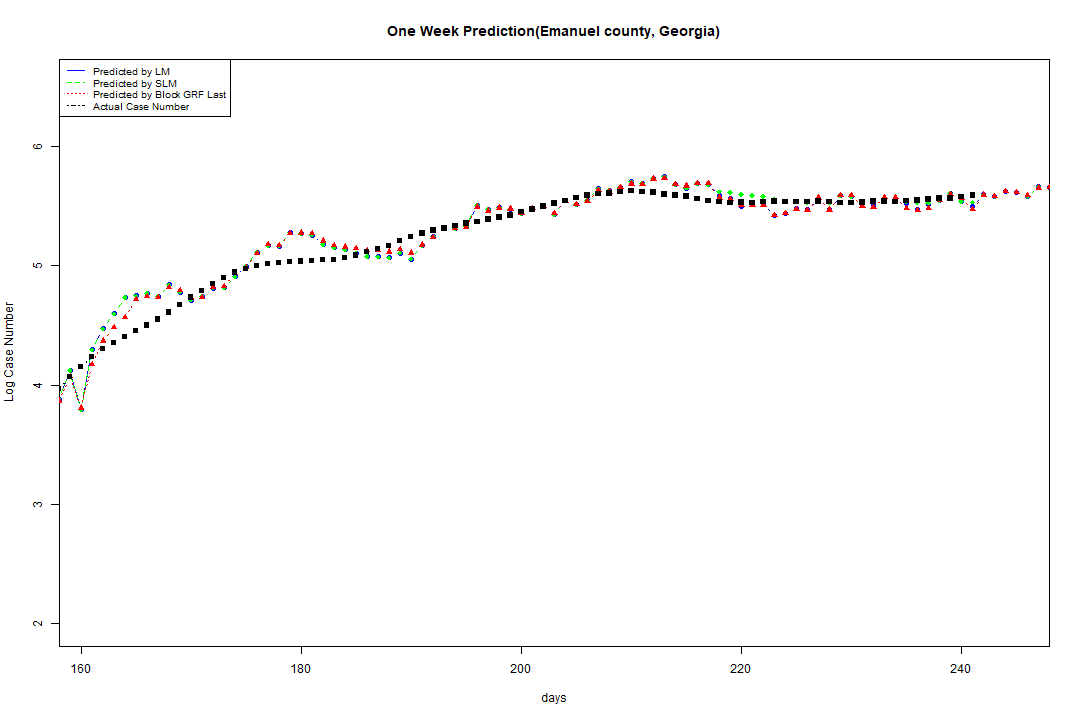 One Week Prediction(Emanuel county, Georgia)
Predicted by LM
Predicted by SLM
Predicted by Block GRF Last
Actual Case Number
6
5
4
3
2
Log Case Number
160 180 200 220 240
days